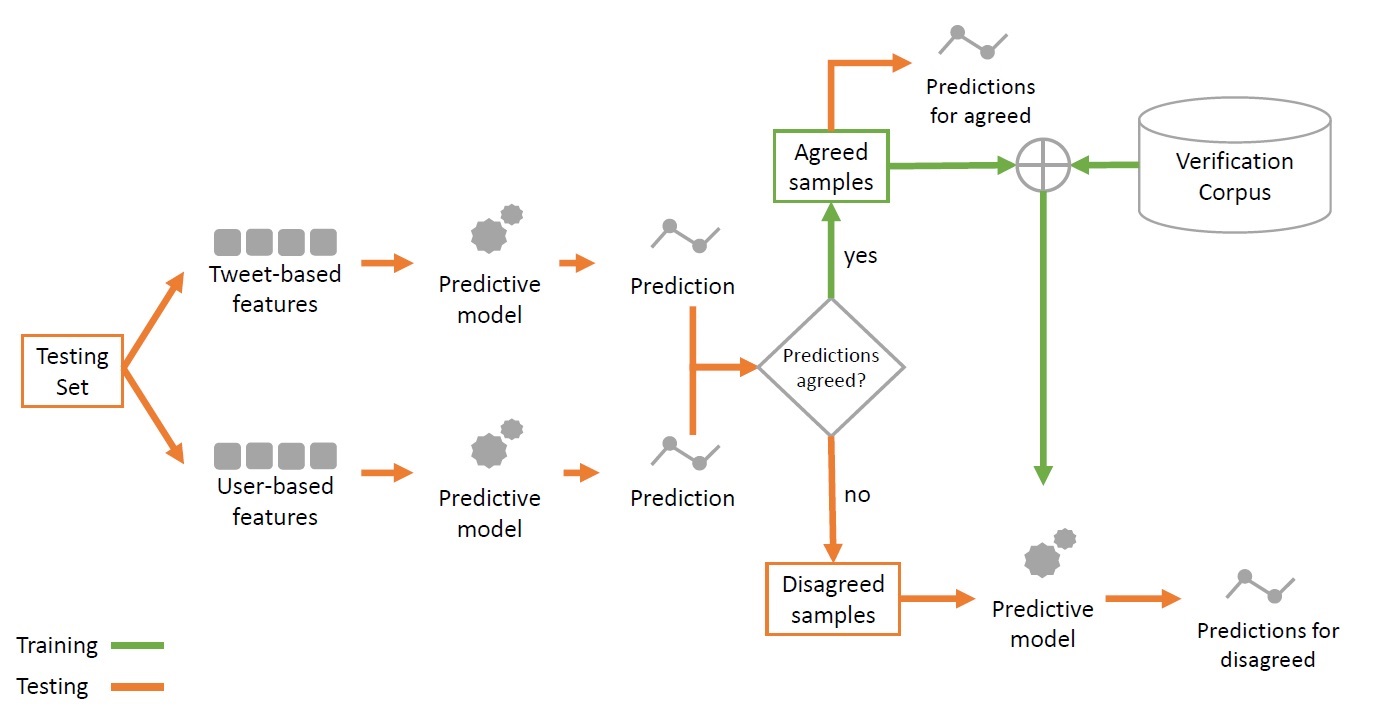 Predictions
for agreed
Agreed
samples
Verification
Corpus
yes
Tweet-based
features
Predictive
model
Prediction
Testing
Set
Predictions
agreed?
User-based
features
Predictive
model
Prediction
no
Disagreed
samples
Predictive
model
Predictions for
disagreed
Training
Testing